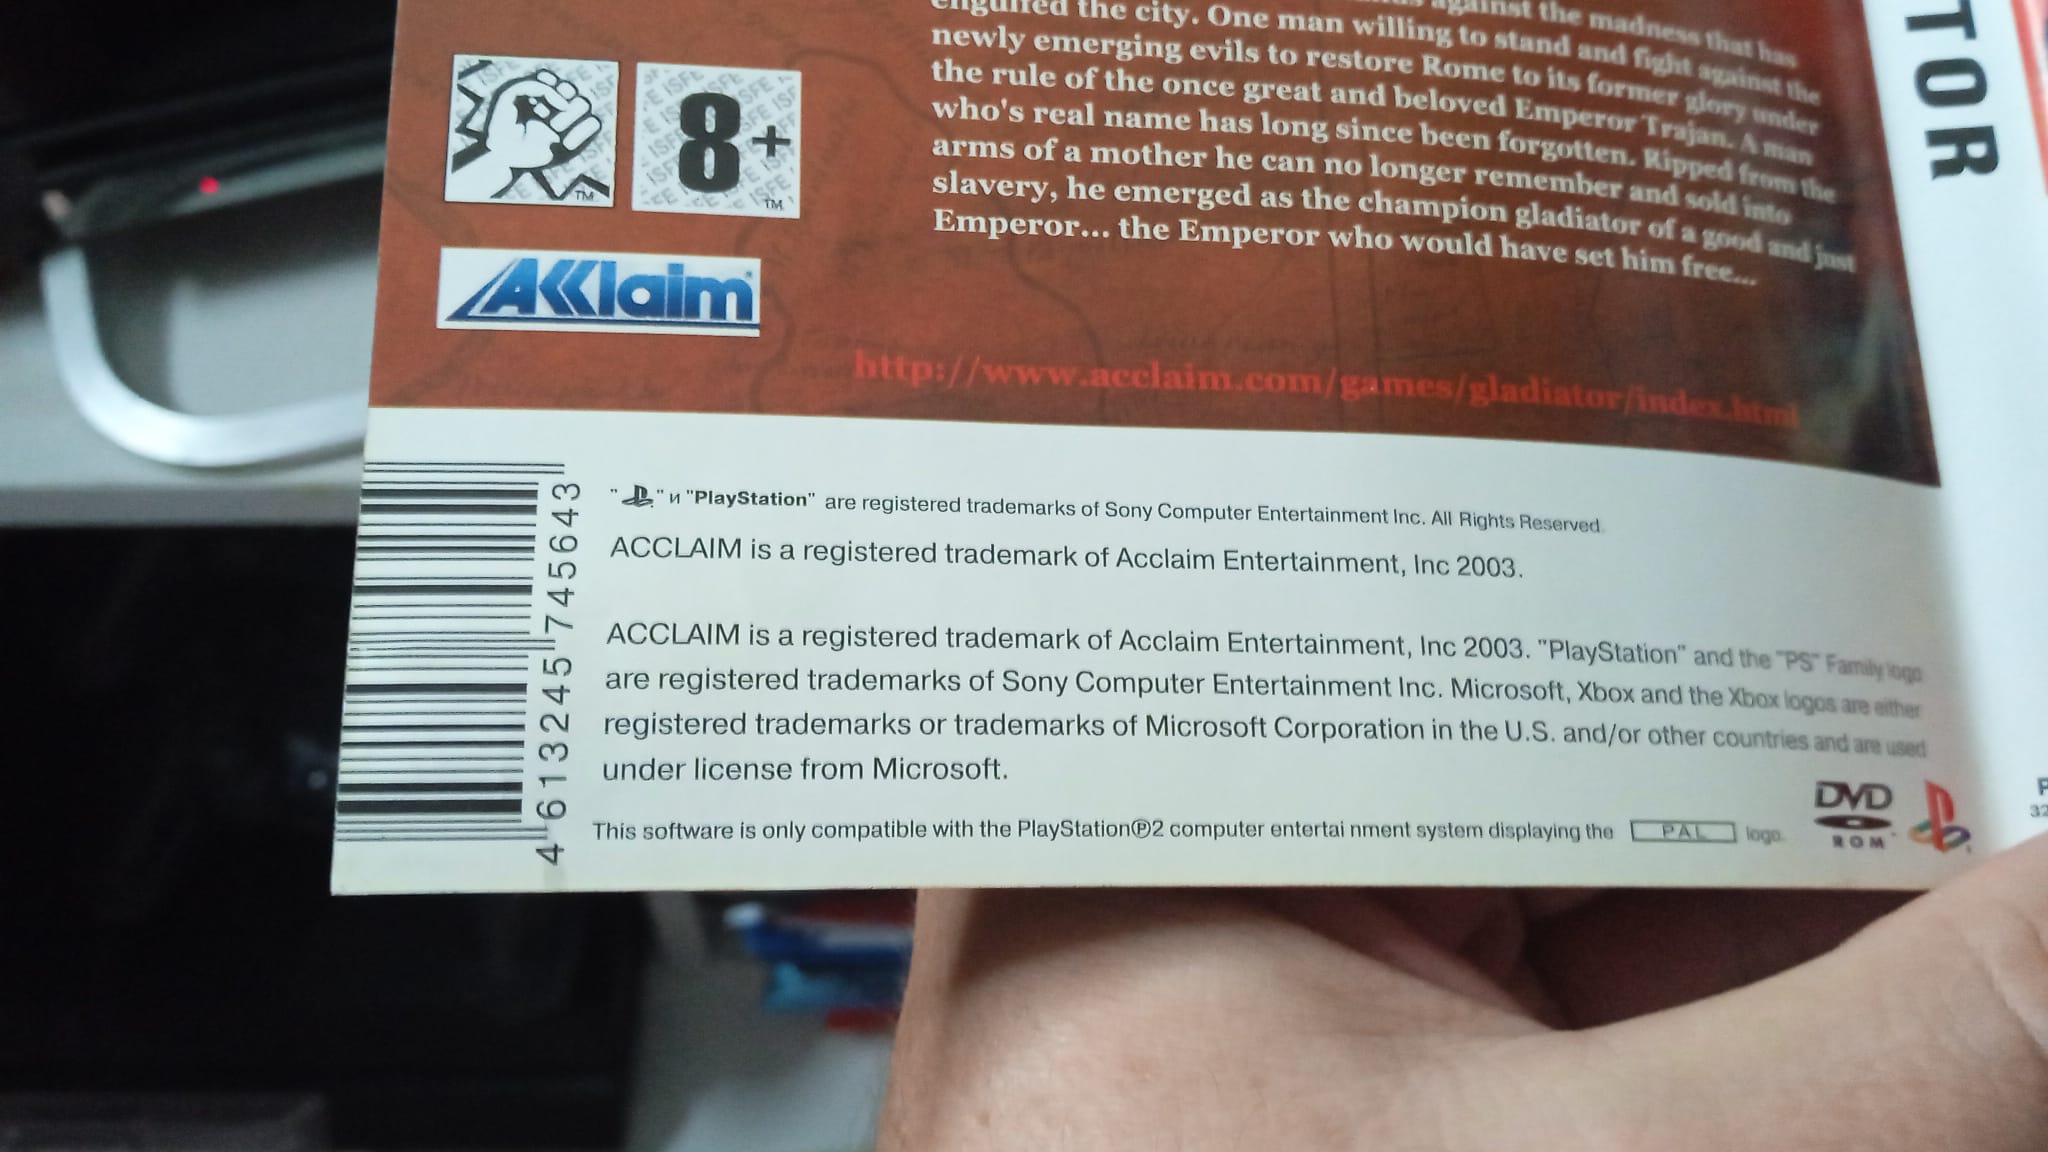 against the madness that has
engulfed the city. One man willing to stand and fight against the
newly emerging evils to restore Rome to its former glory under
the rule of the once great and beloved Emperor Trajan. A man
who's real name has long since been forgotten. Ripped from the
arms of a mother he can no longer remember and sold into
slavery, he emerged as the champion gladiator of a good and just
Emperor... the Emperor who would have set him free...
TOR
ISFE
TM
8+
ISFE
TM
AKKlaim
http://www.acclaim.com/games/gladiator/index.html
" " и "PlayStation" are registered trademarks of Sony Computer Entertainment Inc. All Rights Reserved.
ACCLAIM is a registered trademark of Acclaim Entertainment, Inc 2003.
ACCLAIM is a registered trademark of Acclaim Entertainment, Inc 2003. "PlayStation" and the "PS" Family logo
are registered trademarks of Sony Computer Entertainment Inc. Microsoft, Xbox and the Xbox logos are either
registered trademarks or trademarks of Microsoft Corporation in the U.S. and/or other countries and are used
under license from Microsoft.
This software is only compatible with the PlayStationⓅ2 computer entertai nment system displaying the PAL logo.
4 613245 745643
DVD
ROM
P
32